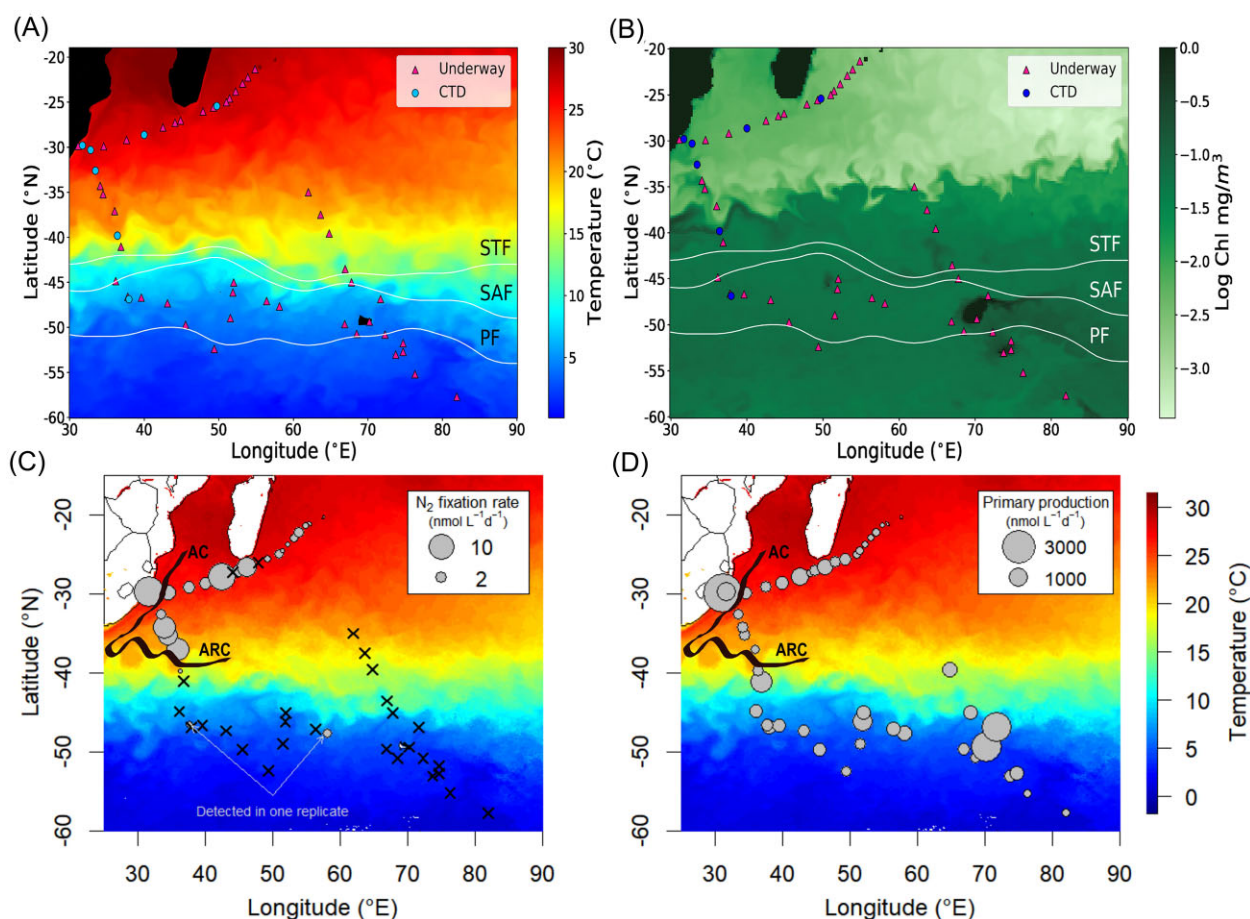 (A)
Underway
CTD
STF
SAF
PF
-20
-25
-30
-35
-40
-45
-50
-55
-60
Latitude (°N)
30
40
50
60
70
80
90
Longitude (°E)
30
25
20
15
10
5
Temperature (°C)
(B)
Underway
CTD
STF
SAF
PF
-20
-25
-30
-35
-40
-45
-50
-55
-60
Latitude (°N)
30
40
50
60
70
80
90
Longitude (°E)
0.0
-0.5
-1.0
-1.5
-2.0
-2.5
-3.0
Log Chl mg/m³
(C)
N₂ fixation rate
(nmol L⁻¹d⁻¹)
10
2
AC
ARC
Detected in one replicate
-20
-30
-40
-50
-60
Latitude (°N)
30
40
50
60
70
80
90
Longitude (°E)
(D)
Primary production
(nmol L⁻¹d⁻¹)
3000
1000
AC
ARC
-20
-30
-40
-50
-60
Latitude (°N)
30
40
50
60
70
80
90
Longitude (°E)
30
25
20
15
10
5
0
Temperature (°C)